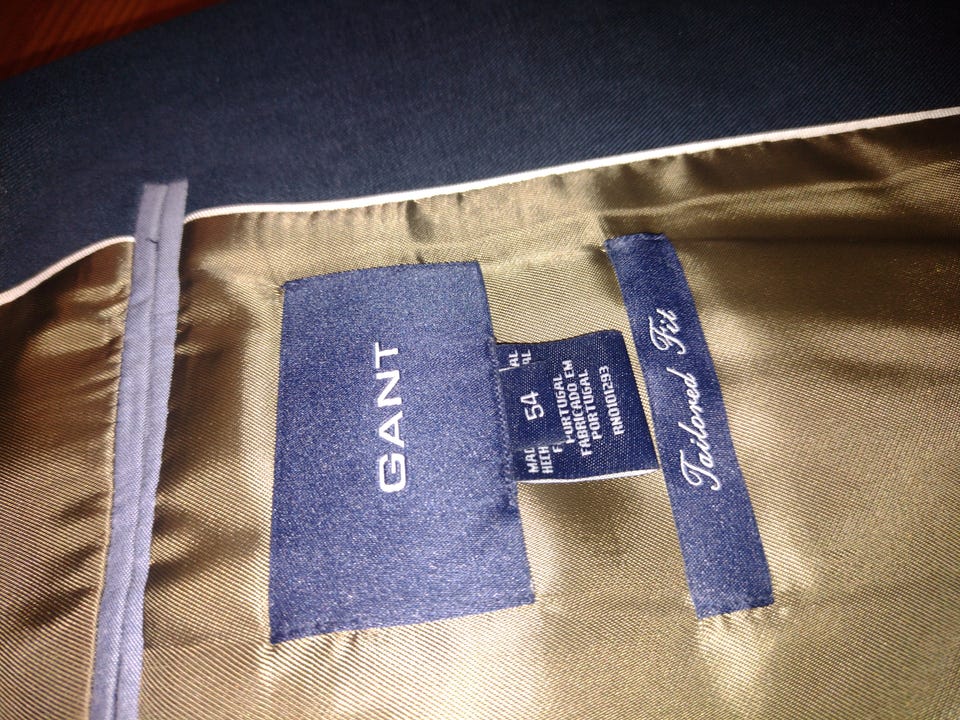 GANT
54
PORTUGAL
FABRICADO EM
PORTUGAL
RN0101293
Tailored Fit